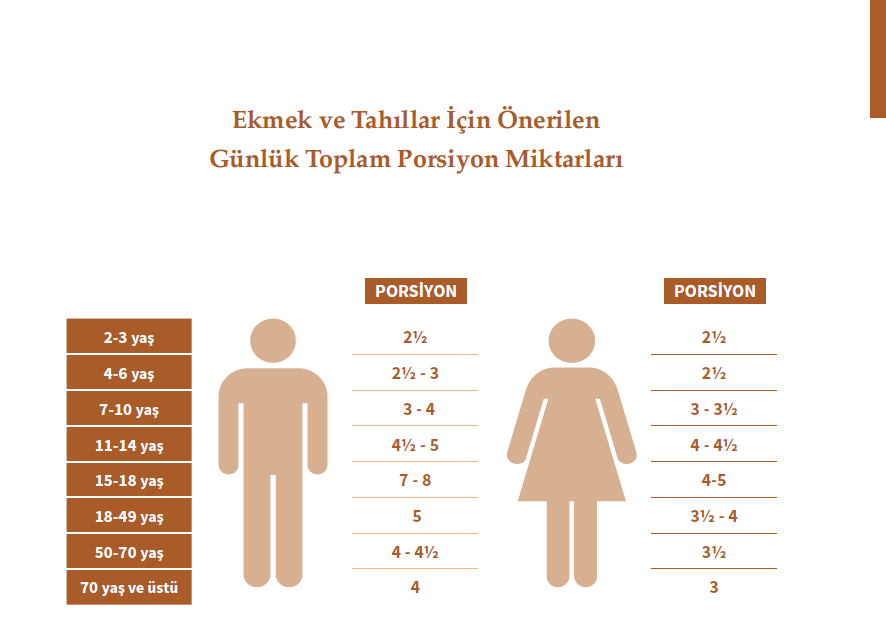 Ekmek ve Tahıllar İçin Önerilen
Günlük Toplam Porsiyon Miktarları
PORSİYON PORSİYON
2-3 yaş 2½ 2½
4-6 yaş 2½ - 3 2½
7-10 yaş 3 - 4 3 - 3½
11-14 yaş 4½ - 5 4 - 4½
15-18 yaş 7 - 8 4-5
18-49 yaş 5 3½ - 4
50-70 yaş 4 - 4½ 3½
70 yaş ve üstü 4 3